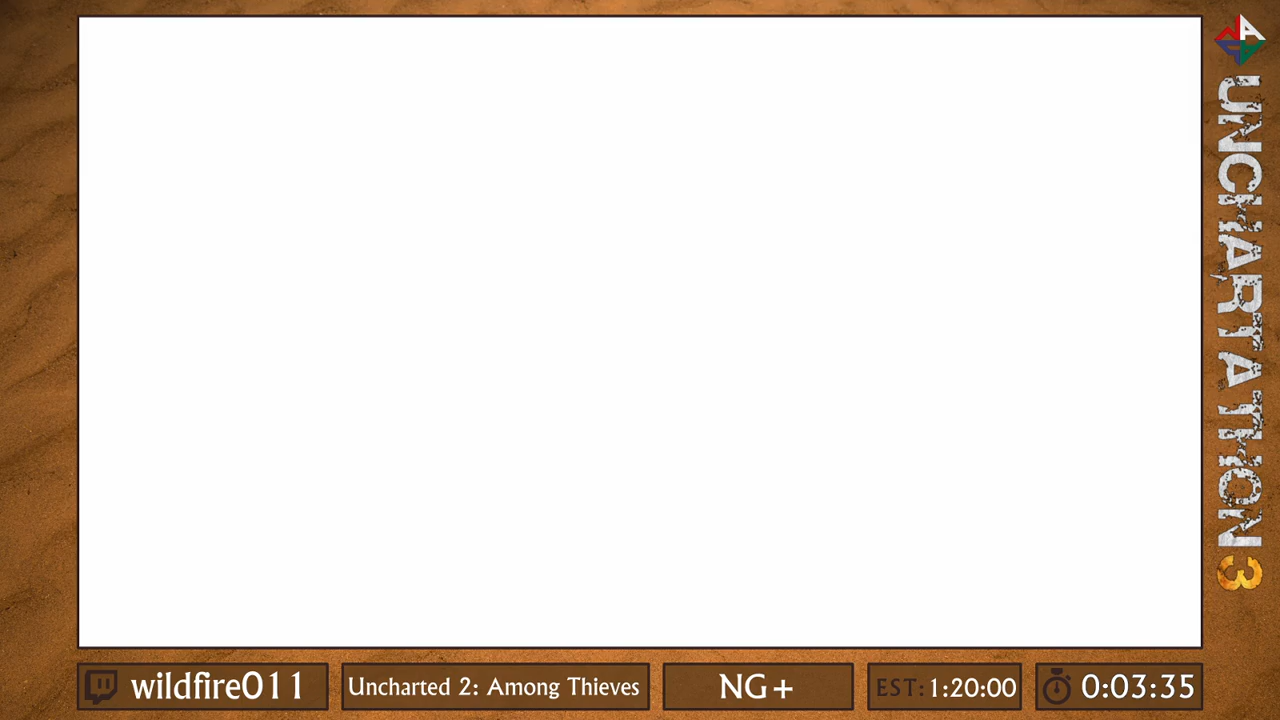 UNCHARTATHON 3
wildfire011
Uncharted 2: Among Thieves
NG+
EST: 1:20:00
0:03:35